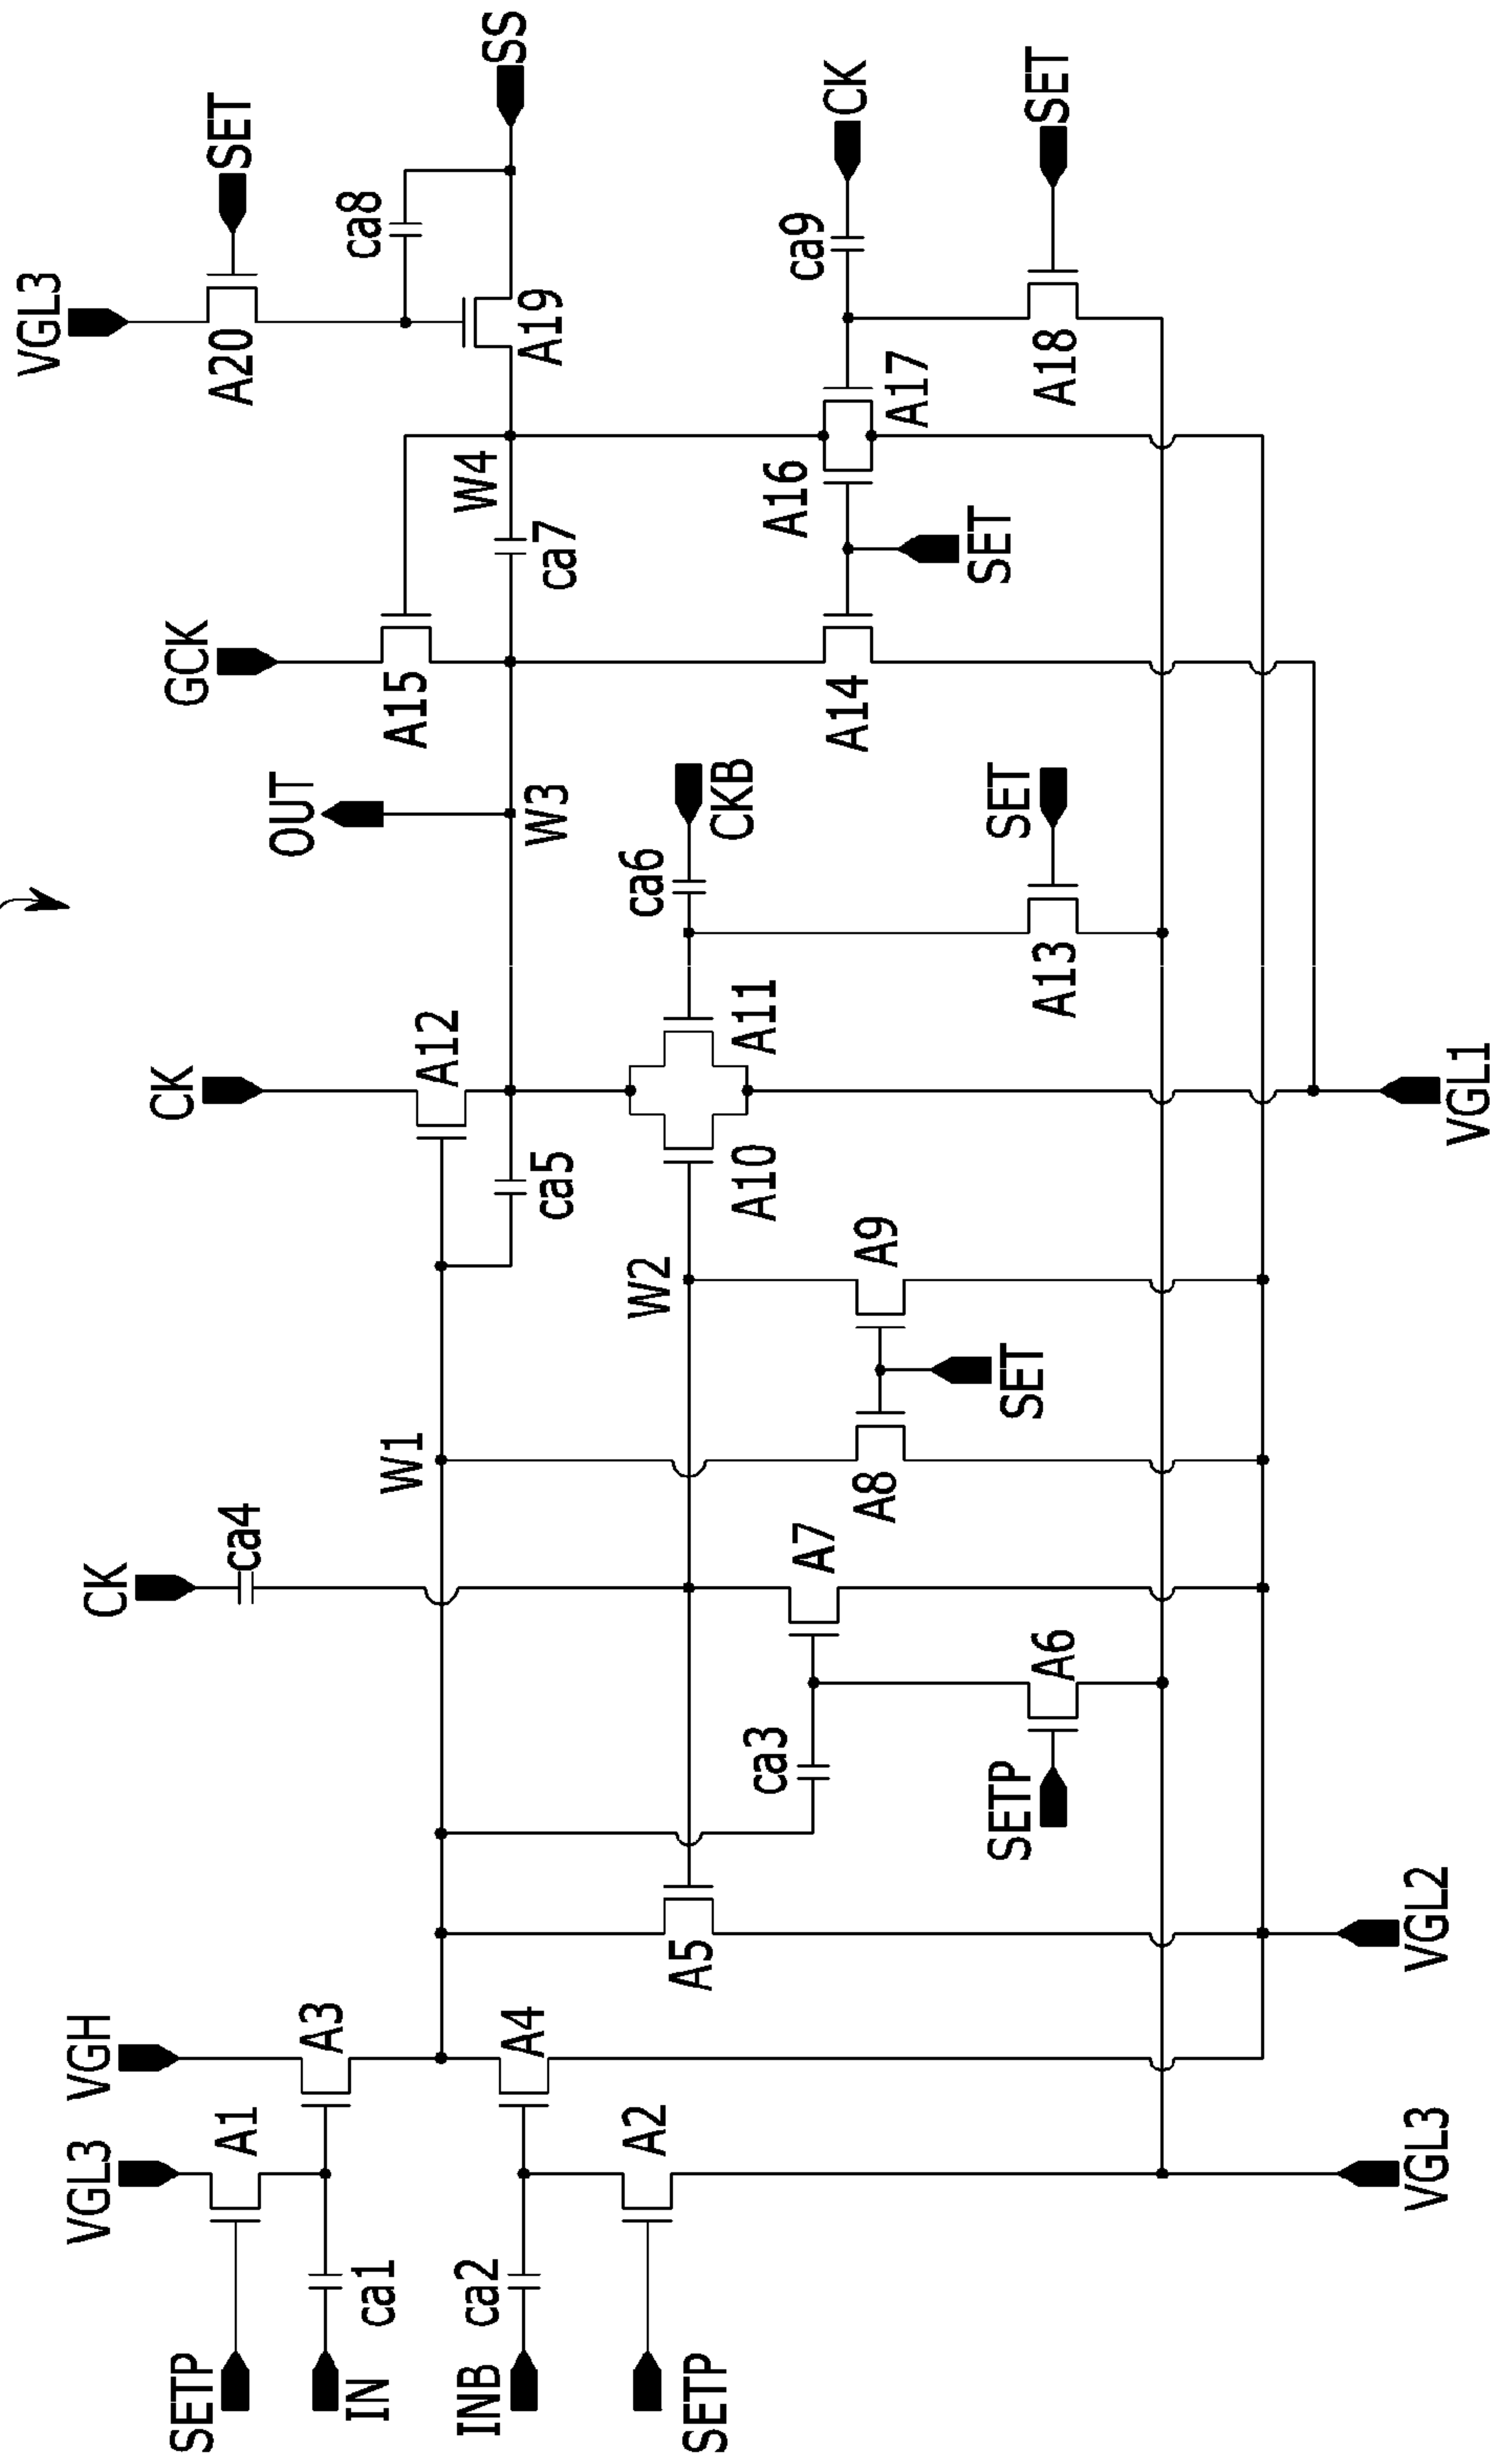 VGL3
SET
SS
ca8
A20
A19
CK
SET
ca9
A18
A17
A16
SET
W4
ca7
GCK
A15
A14
OUT
W3
CKB
ca6
SET
A13
CK
A12
A11
A10
ca5
VGL1
W2
A9
SET
A8
W1
CK
ca4
A7
A6
ca3
SETP
A5
VGL2
VGH
A3
A4
VGL3
A1
A2
VGL3
ca1
ca2
SETP
IN
INB
SETP